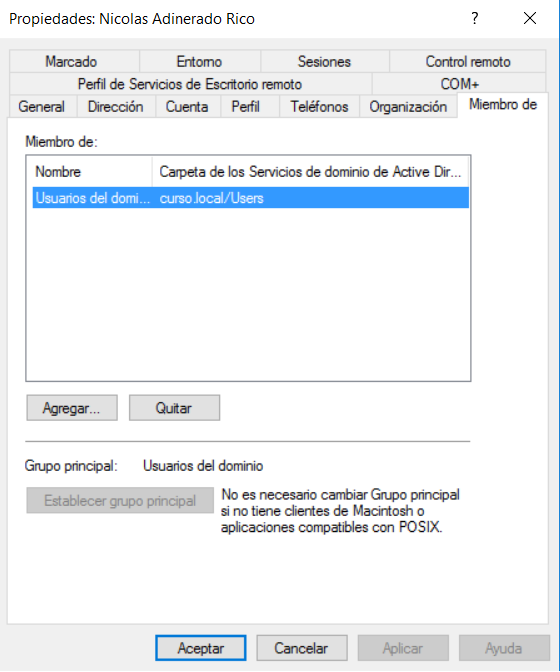 Propiedades: Nicolas Adinerado Rico ? ×
Marcado Entorno Sesiones Control remoto
Perfil de Servicios de Escritorio remoto COM+
General Dirección Cuenta Perfil Teléfonos Organización Miembro de
Miembro de:
Nombre Carpeta de los Servicios de dominio de Active Dir...
Usuarios del domi... curso.local/Users
Agregar... Quitar
Grupo principal: Usuarios del dominio
Establecer grupo principal
No es necesario cambiar Grupo principal
si no tiene clientes de Macintosh o
aplicaciones compatibles con POSIX.
Aceptar Cancelar Aplicar Ayuda